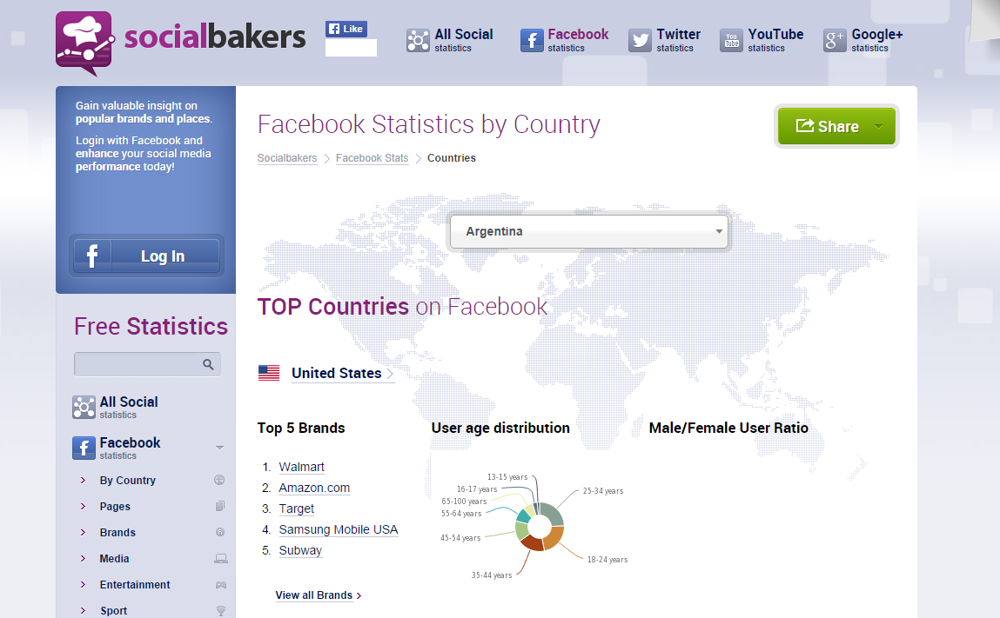 socialbakers
Like
All Social
statistics
Facebook
statistics
Twitter
statistics
You
Tube
YouTube
statistics
g+
Google+
statistics
Gain valuable insight on
popular brands and places.
Login with Facebook and
enhance your social media
performance today!
Log In
Facebook Statistics by Country
Share
Socialbakers
Facebook Stats
Countries
Argentina
TOP Countries on Facebook
United States
Free Statistics
All Social
statistics
Facebook
statistics
By Country
Pages
Brands
Media
Entertainment
Sport
Top 5 Brands
1. Walmart
2. Amazon.com
3. Target
4. Samsung Mobile USA
5. Subway
View all Brands
User age distribution
13-15 years
16-17 years
65-100 years
55-64 years
45-54 years
35-44 years
25-34 years
18-24 years
Male/Female User Ratio